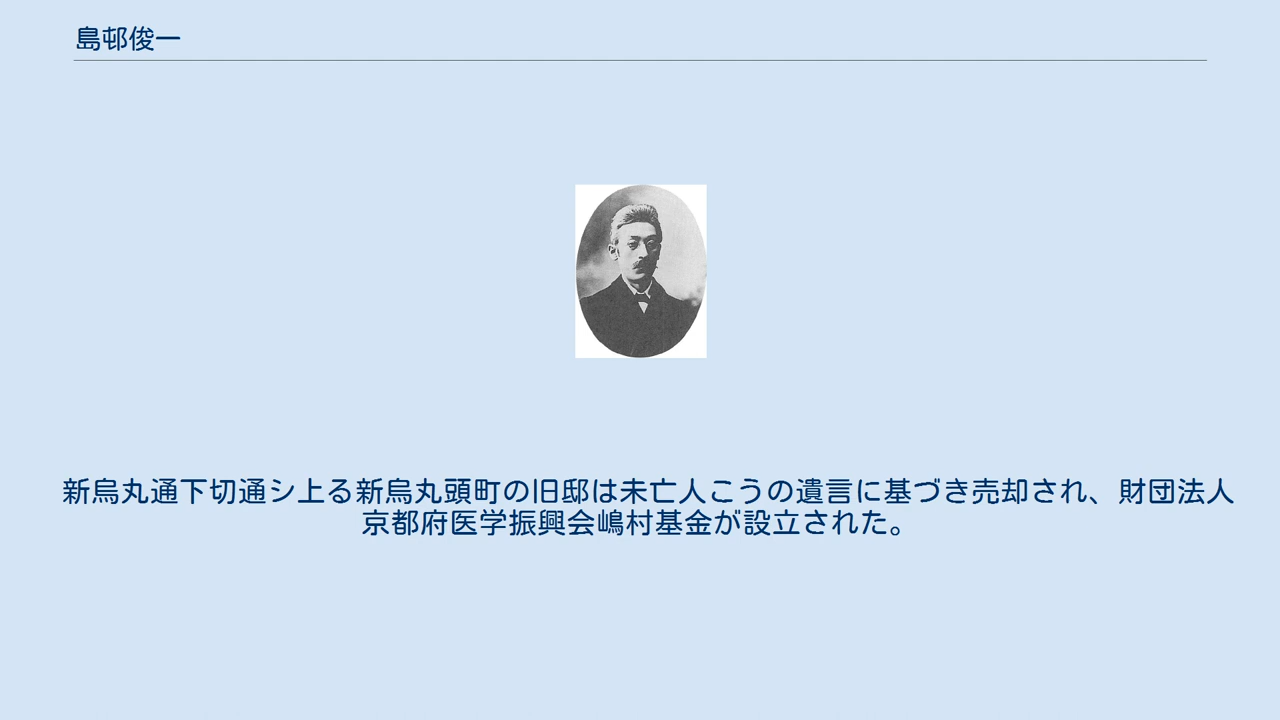 島邨俊一
新烏丸通下切通シ上る新烏丸頭町の旧邸は未亡人こうの遺言に基づき売却され、財団法人
京都府医学振興会嶋村基金が設立された。